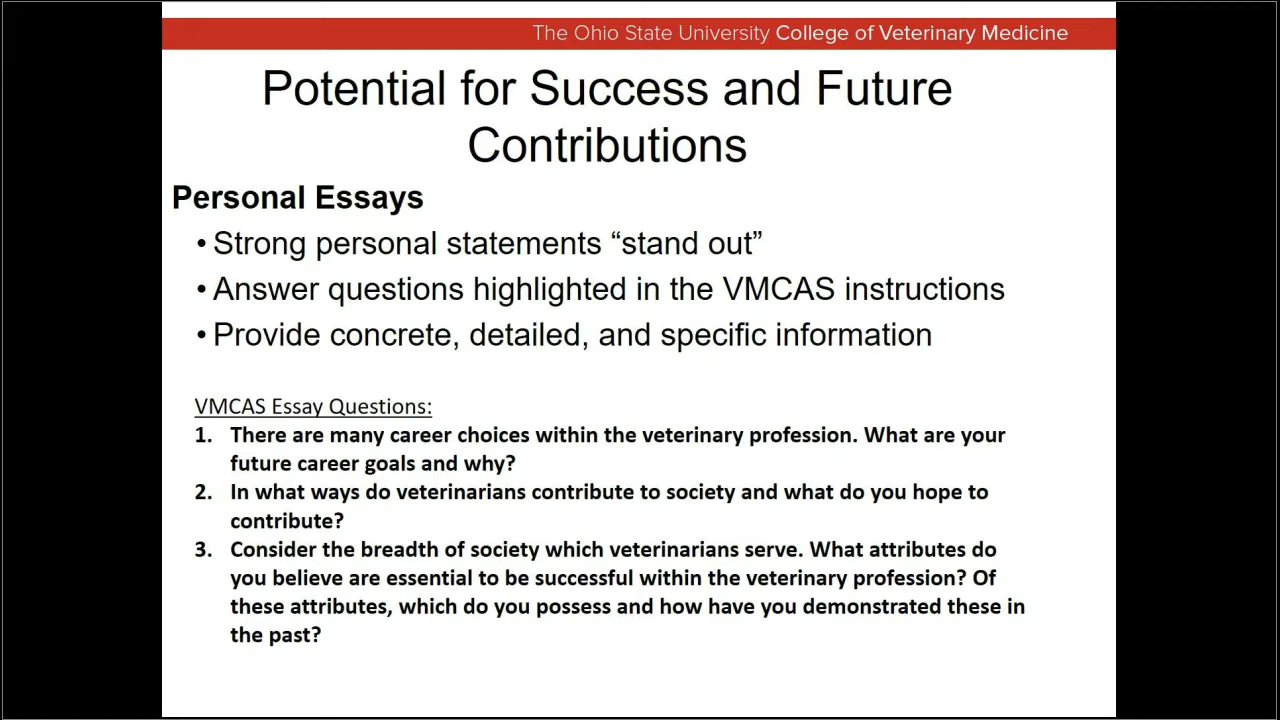 The Ohio State University College of Veterinary Medicine
Potential for Success and Future
Contributions
Personal Essays
• Strong personal statements “stand out”
• Answer questions highlighted in the VMCAS instructions
• Provide concrete, detailed, and specific information
VMCAS Essay Questions:
1. There are many career choices within the veterinary profession. What are your
future career goals and why?
2. In what ways do veterinarians contribute to society and what do you hope to
contribute?
3. Consider the breadth of society which veterinarians serve. What attributes do
you believe are essential to be successful within the veterinary profession? Of
these attributes, which do you possess and how have you demonstrated these in
the past?